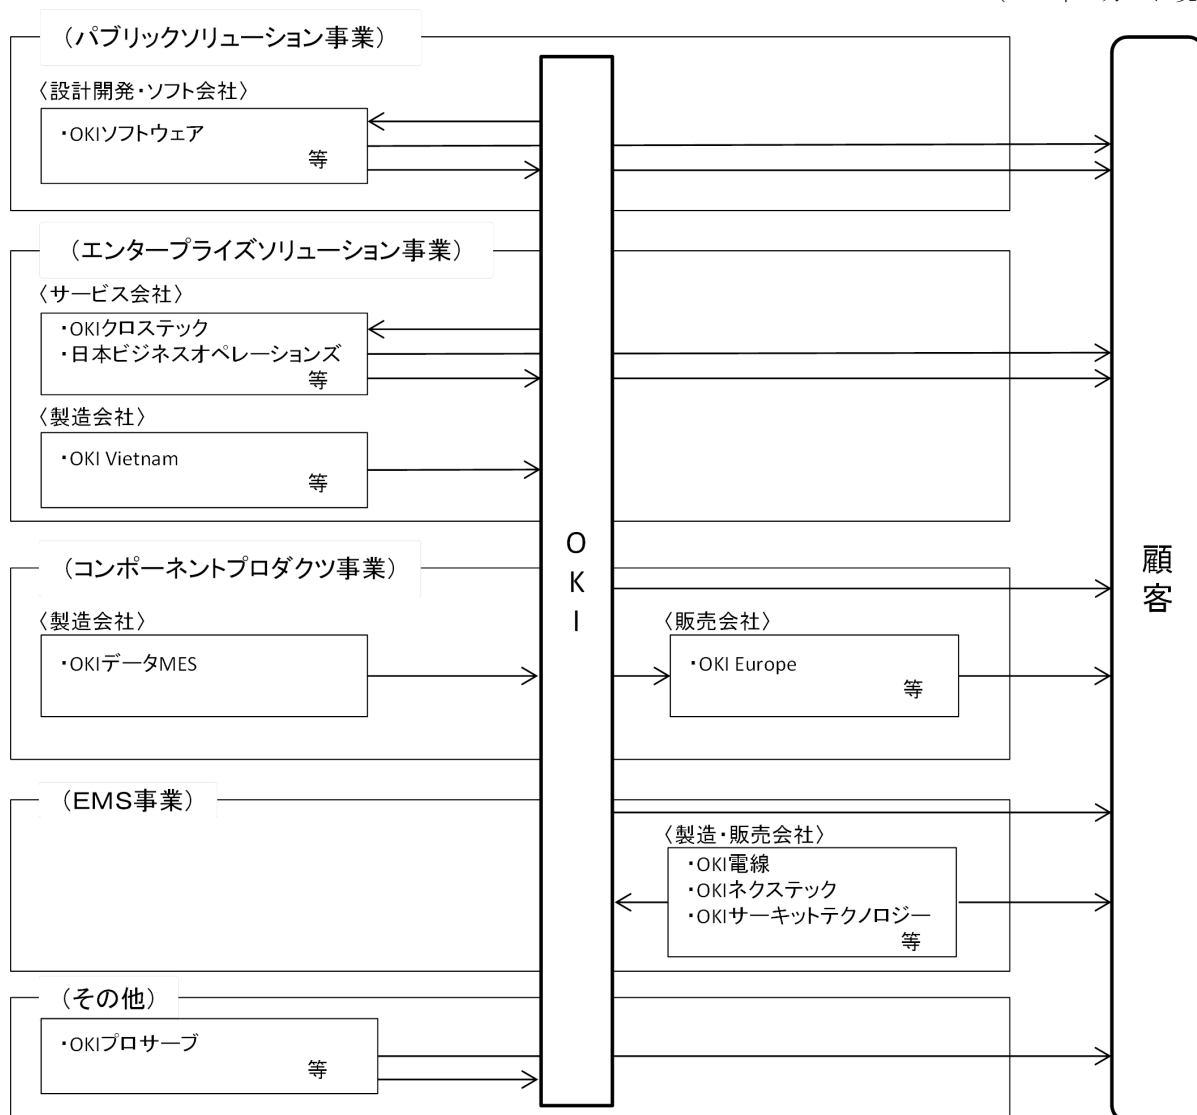 （パブリックソリューション事業）
〈設計開発・ソフト会社〉
・OKIソフトウェア
等
（エンタープライズソリューション事業）
〈サービス会社〉
・OKIクロステック
・日本ビジネスオペレーションズ
等
〈製造会社〉
・OKI Vietnam
等
（コンポーネントプロダクツ事業）
〈製造会社〉
・OKIデータMES
〈販売会社〉
・OKI Europe
等
（EMS事業）
〈製造・販売会社〉
・OKI電線
・OKIネクステック
・OKIサーキットテクノロジー
等
（その他）
・OKIプロサーブ
等
OKI
顧客